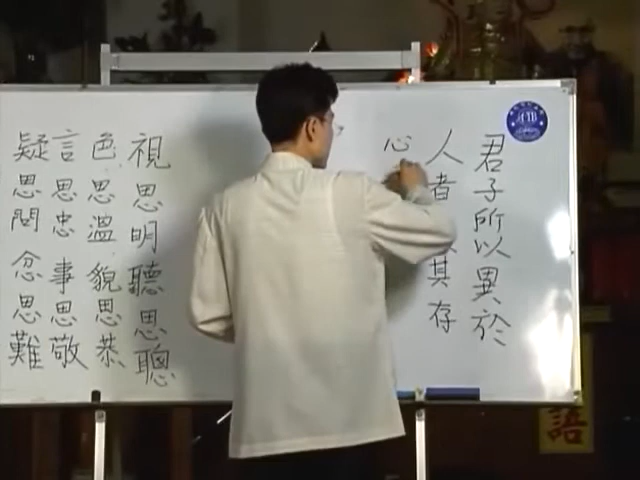 君子所以異於
人者 其存
心
視思明聽思聰
色思溫貌思恭
言思忠事思敬
疑思問忿思難
語